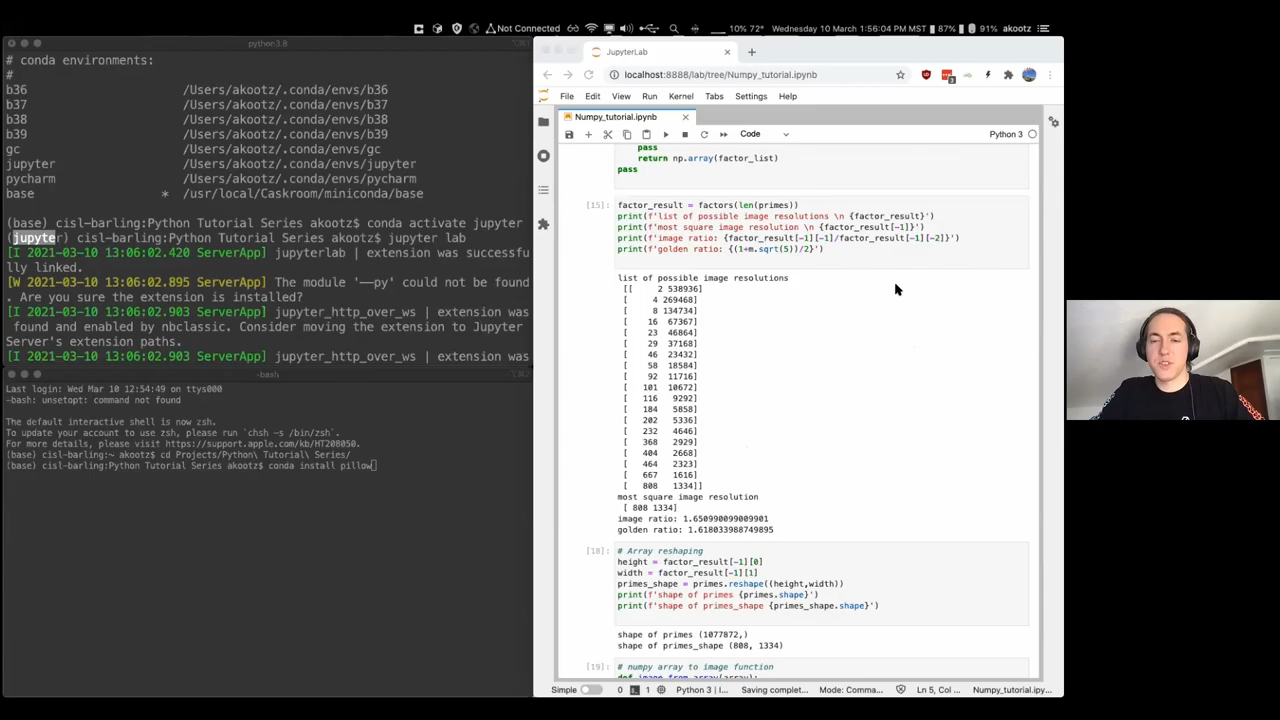 Not Connected
10% 72°
Wednesday 10 March 1:56:04 PM MST
87%
91%
akootz
python3.8
# conda environments:
#
b36 /Users/akootz/.conda/envs/b36
b37 /Users/akootz/.conda/envs/b37
b38 /Users/akootz/.conda/envs/b38
b39 /Users/akootz/.conda/envs/b39
gc /Users/akootz/.conda/envs/gc
jupyter /Users/akootz/.conda/envs/jupyter
pycharm /Users/akootz/.conda/envs/pycharm
base * /usr/local/Caskroom/miniconda/base
(base) cisl-barling:Python Tutorial Series akootz$ conda activate jupyter
(jupyter) cisl-barling:Python Tutorial Series akootz$ jupyter lab
[I 2021-03-10 13:06:02.420 ServerApp] jupyterlab | extension was successfu
lly linked.
[W 2021-03-10 13:06:02.895 ServerApp] The module '--py' could not be found
. Are you sure the extension is installed?
[I 2021-03-10 13:06:02.903 ServerApp] jupyter_http_over_ws | extension was
found and enabled by nbclassic. Consider moving the extension to Jupyter
Server's extension paths.
[I 2021-03-10 13:06:02.903 ServerApp] jupyter_http_over_ws | extension was
-bash
Last login: Wed Mar 10 12:54:49 on ttys000
-bash: unsetopt: command not found
The default interactive shell is now zsh.
To update your account to use zsh, please run `chsh -s /bin/zsh`.
For more details, please visit https://support.apple.com/kb/HT208050.
(base) cisl-barling:~ akootz$ cd Projects/Python\ Tutorial\ Series/
(base) cisl-barling:Python Tutorial Series akootz$ conda install pillow
JupyterLab
localhost:8888/lab/tree/Numpy_tutorial.ipynb
File Edit View Run Kernel Tabs Settings Help
Numpy_tutorial.ipynb
Code
Python 3
pass
return np.array(factor_list)
pass
[15]: factor_result = factors(len(primes))
print(f'list of possible image resolutions \n {factor_result}')
print(f'most square image resolution \n {factor_result[-1]}')
print(f'image ratio: {factor_result[-1][-1]/factor_result[-1][-2]}')
print(f'golden ratio: {(1+m.sqrt(5))/2}')
list of possible image resolutions
[[ 2 538936]
[ 4 269468]
[ 8 134734]
[ 16 67367]
[ 23 46864]
[ 29 37168]
[ 46 23432]
[ 58 18584]
[ 92 11716]
[ 101 10672]
[ 116 9292]
[ 184 5858]
[ 202 5336]
[ 232 4646]
[ 368 2929]
[ 404 2668]
[ 464 2323]
[ 667 1616]
[ 808 1334]]
most square image resolution
[ 808 1334]
image ratio: 1.650990099009901
golden ratio: 1.618033988749895
[18]: # Array reshaping
height = factor_result[-1][0]
width = factor_result[-1][1]
primes_shape = primes.reshape((height,width))
print(f'shape of primes {primes.shape}')
print(f'shape of primes_shape {primes_shape.shape}')
shape of primes (1077872,)
shape of primes_shape (808, 1334)
[19]: # numpy array to image function
def image_from_array(array):
Simple 0 1 Python 3 | I... Saving complet... Mode: Comma... Ln 5, Col ... Numpy_tutorial.ipy...